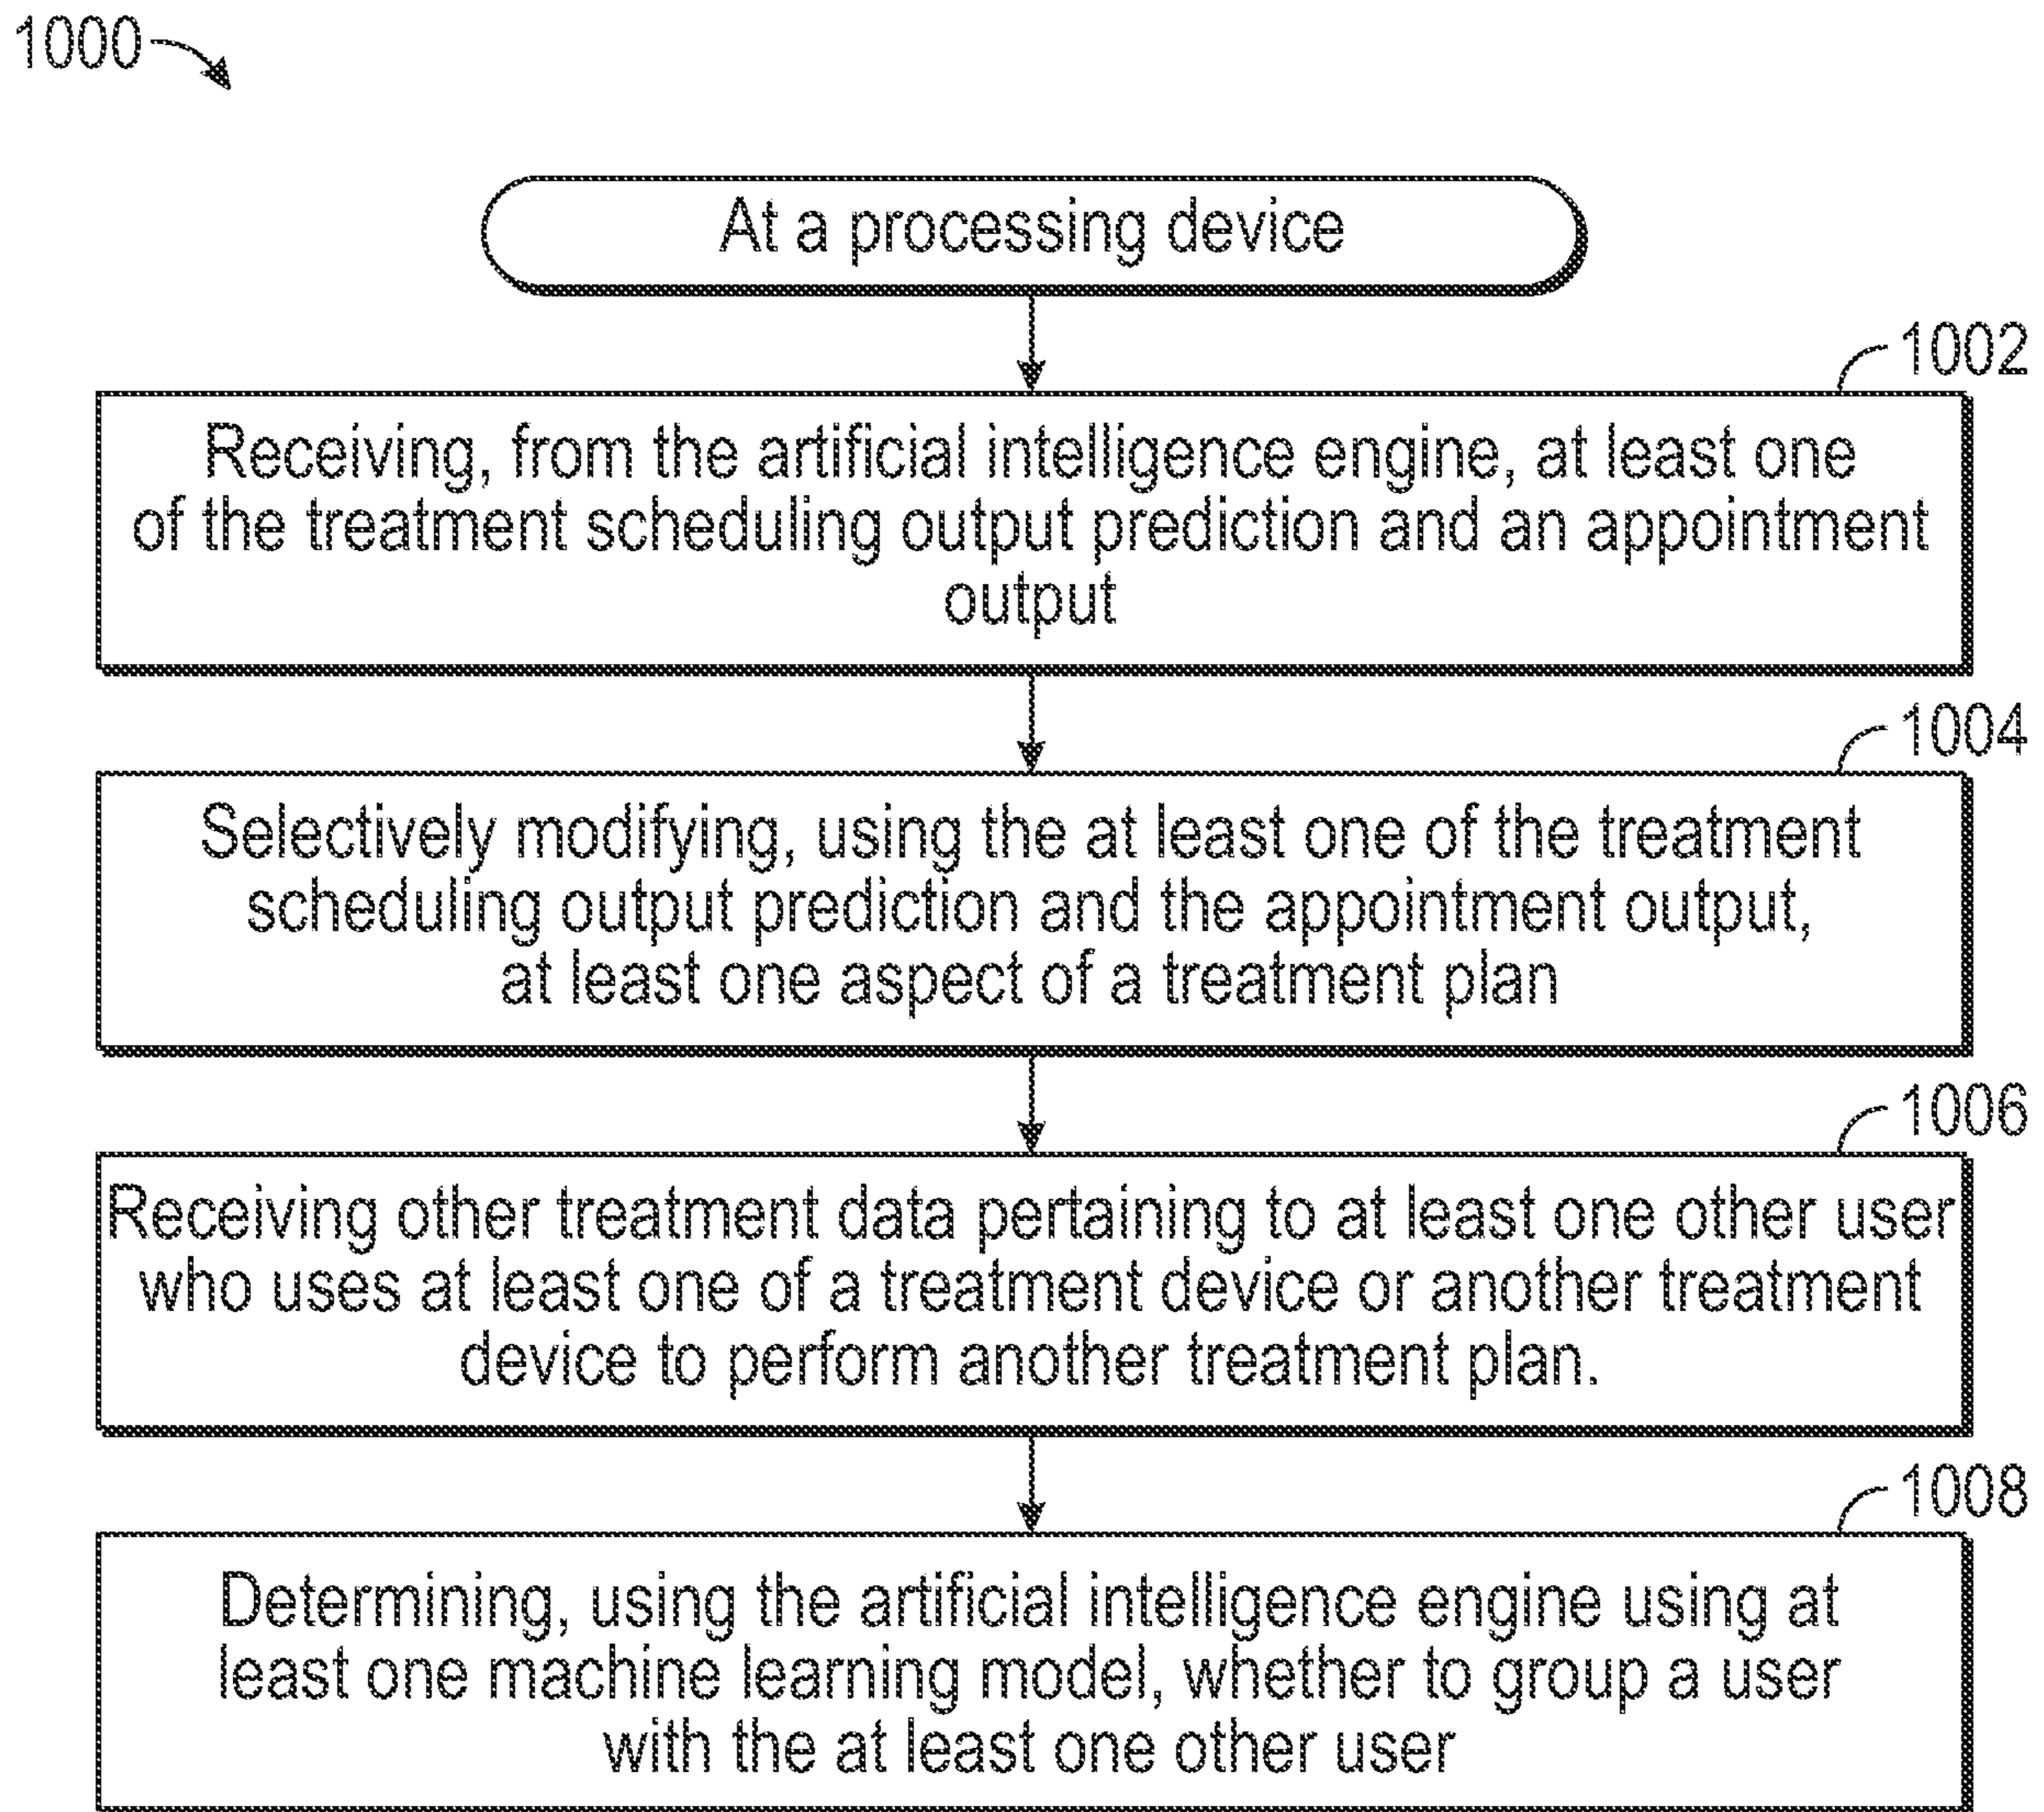 1000
At a processing device
1002
Receiving, from the artificial intelligence engine, at least one
of the treatment scheduling output prediction and an appointment
output
1004
Selectively modifying, using the at least one of the treatment
scheduling output prediction and the appointment output,
at least one aspect of a treatment plan
1006
Receiving other treatment data pertaining to at least one other user
who uses at least one of a treatment device or another treatment
device to perform another treatment plan.
1008
Determining, using the artificial intelligence engine using at
least one machine learning model, whether to group a user
with the at least one other user